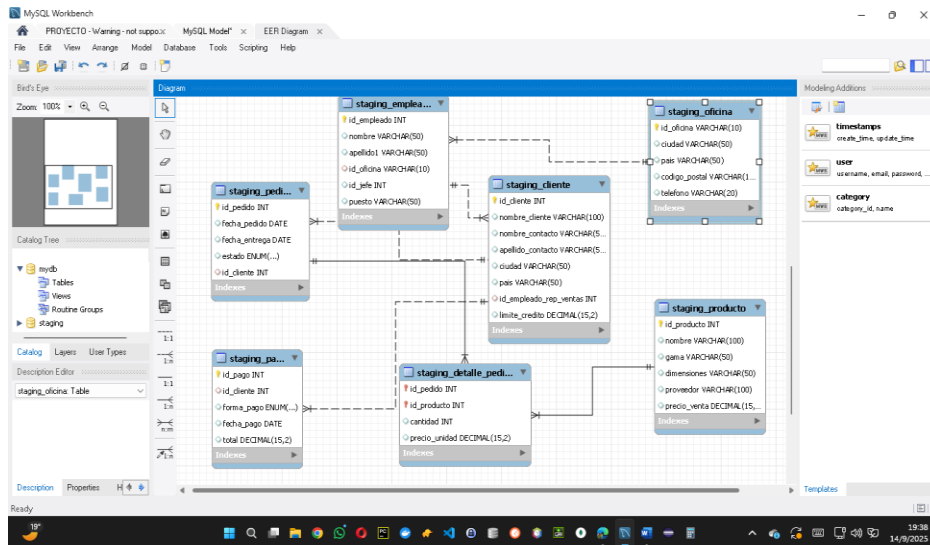 MySQL Workbench
PROYECTO - Warning - not suppo.x
MySQL Model* x
EER Diagram x
File Edit View Arrange Model Database Tools Scripting Help
Bird's Eye
Zoom: 100%
Catalog Tree
mydb
Tables
Views
Routine Groups
staging
Catalog Layers User Types
Description Editor
staging_oficina: Table
Description Properties H
Ready
Diagram
1:1
1:n
1:1
1:n
n:m
1:n
staging_emplea...
id_empleado INT
nombre VARCHAR(50)
apellido1 VARCHAR(50)
id_oficina VARCHAR(10)
id_jefe INT
puesto VARCHAR(50)
Indexes
staging_oficina
id_oficina VARCHAR(10)
ciudad VARCHAR(50)
pais VARCHAR(50)
codigo_postal VARCHAR(1...
telefono VARCHAR(20)
Indexes
staging_pedi...
id_pedido INT
fecha_pedido DATE
fecha_entrega DATE
estado ENUM(...)
id_cliente INT
Indexes
staging_cliente
id_cliente INT
nombre_cliente VARCHAR(100)
nombre_contacto VARCHAR(5...
apellido_contacto VARCHAR(5...
ciudad VARCHAR(50)
pais VARCHAR(50)
id_empleado_rep_ventas INT
limite_credito DECIMAL(15,2)
Indexes
staging_producto
id_producto INT
nombre VARCHAR(100)
gama VARCHAR(50)
dimensiones VARCHAR(50)
proveedor VARCHAR(100)
precio_venta DECIMAL(15,...
Indexes
staging_pa...
id_pago INT
id_cliente INT
forma_pago ENUM(...)
fecha_pago DATE
total DECIMAL(15,2)
Indexes
staging_detalle_pedi...
id_pedido INT
id_producto INT
cantidad INT
precio_unidad DECIMAL(15,2)
Indexes
Modeling Additions
timestamps
create_time, update_time
user
username, email, password, ...
category
category_id, name
Templates
19°
19:38
14/9/2025